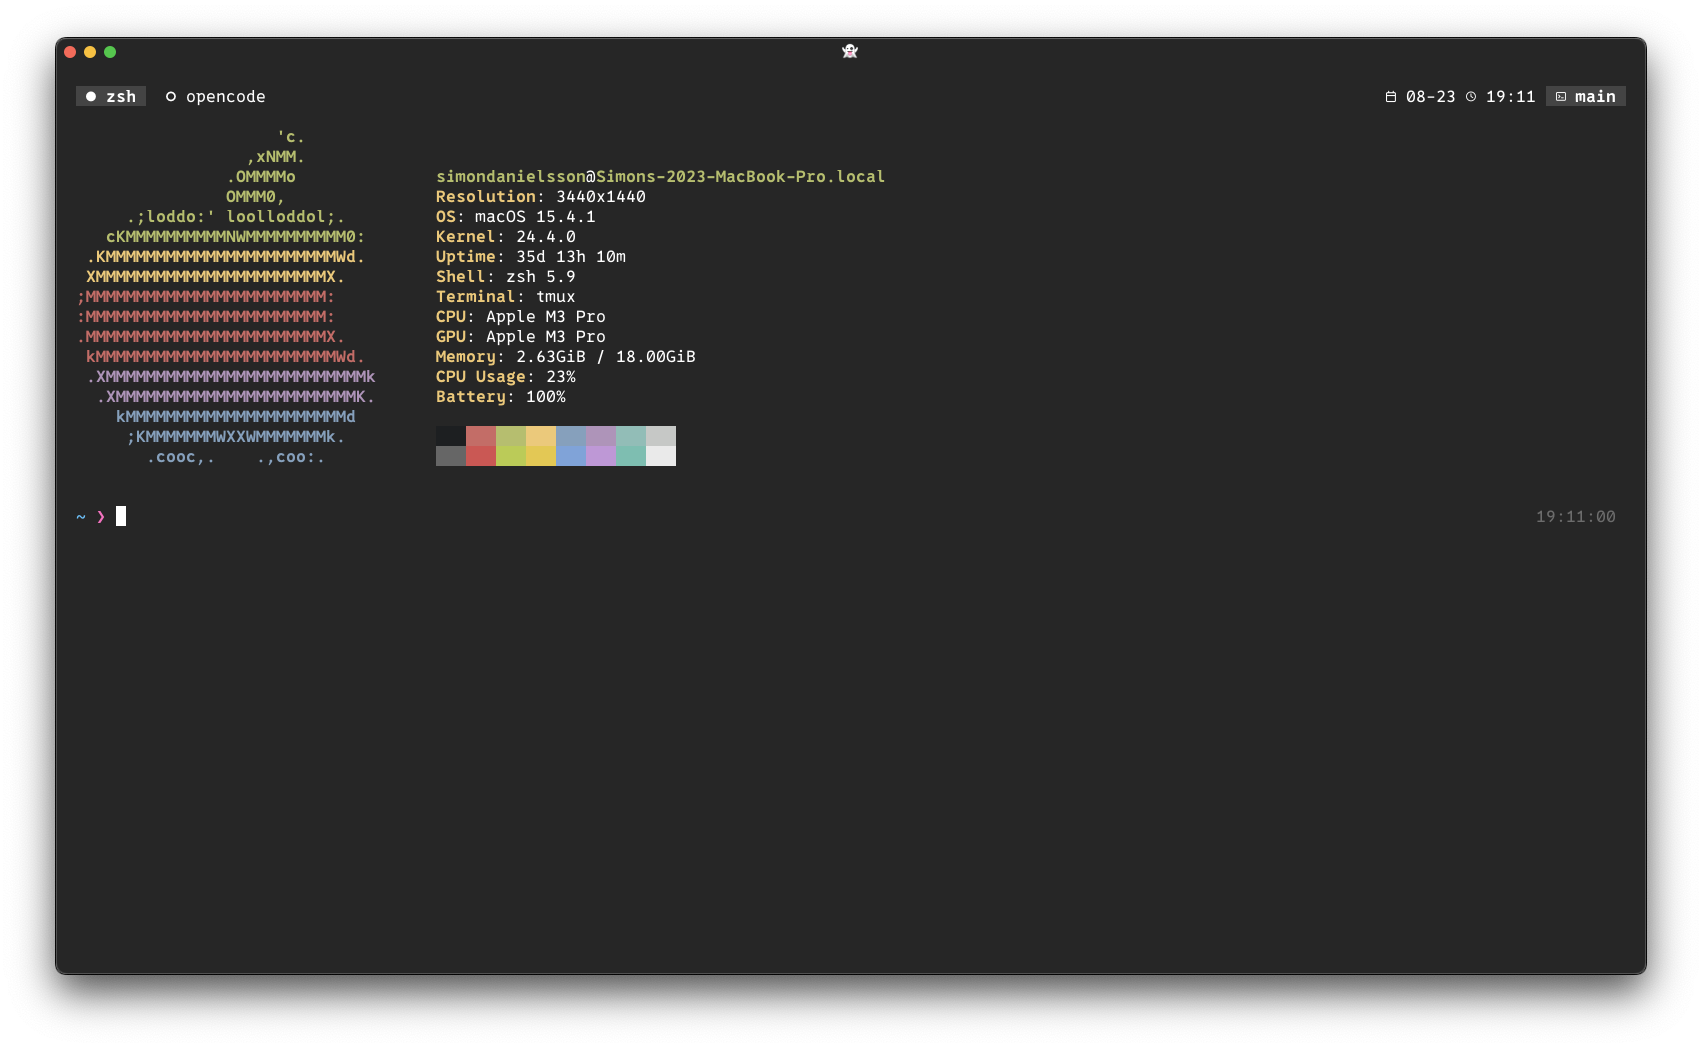 ● zsh  ○ opencode  08-23  19:11  main
'c.
,xNMM.
.OMMMMo  simondanielsson@Simons-2023-MacBook-Pro.local
OMMM0,  Resolution: 3440x1440
.;loddo:' loolloddol;.  OS: macOS 15.4.1
cKMMMMMMMMMMNWMMMMMMMMMM0:  Kernel: 24.4.0
.KMMMMMMMMMMMMMMMMMMMMMMMWd.  Uptime: 35d 13h 10m
XMMMMMMMMMMMMMMMMMMMMMMMX.  Shell: zsh 5.9
;MMMMMMMMMMMMMMMMMMMMMMMM:  Terminal: tmux
:MMMMMMMMMMMMMMMMMMMMMMMM:  CPU: Apple M3 Pro
.MMMMMMMMMMMMMMMMMMMMMMMMX.  GPU: Apple M3 Pro
kMMMMMMMMMMMMMMMMMMMMMMMMWd.  Memory: 2.63GiB / 18.00GiB
.XMMMMMMMMMMMMMMMMMMMMMMMMMMk  CPU Usage: 23%
.XMMMMMMMMMMMMMMMMMMMMMMMMK.  Battery: 100%
kMMMMMMMMMMMMMMMMMMMMMMd
;KMMMMMMMWXXWMMMMMMMk.
.cooc,.    .,coo:.
~ ❯  19:11:00